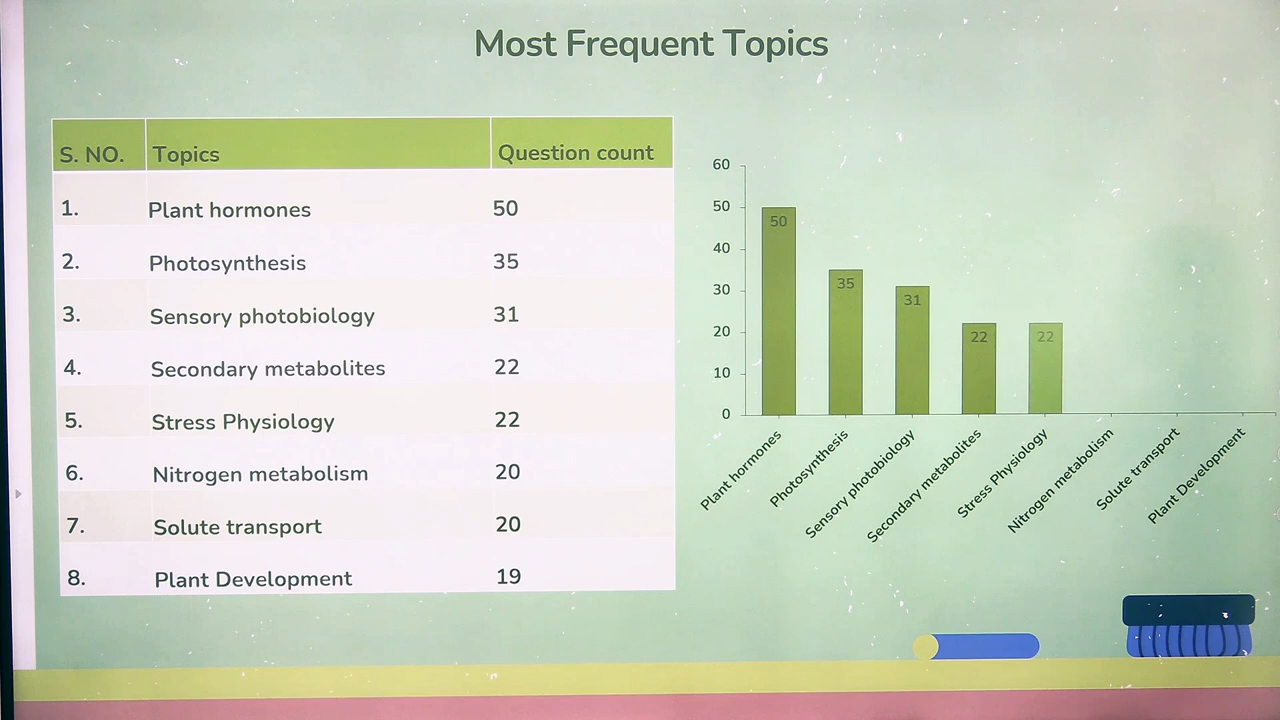 Most Frequent Topics
S. NO. Topics Question count
1. Plant hormones 50
2. Photosynthesis 35
3. Sensory photobiology 31
4. Secondary metabolites 22
5. Stress Physiology 22
6. Nitrogen metabolism 20
7. Solute transport 20
8. Plant Development 19
60
50
40
30
20
10
0
50
35
31
22
22
Plant hormones
Photosynthesis
Sensory photobiology
Secondary metabolites
Stress Physiology
Nitrogen metabolism
Solute transport
Plant Development